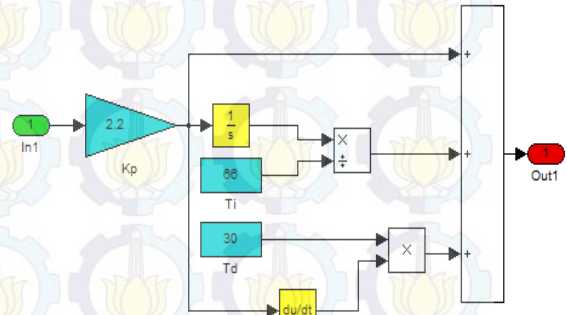 1
In1
2.2
Kp
1
s
66
Ti
30
Td
du/dt
X
÷
X
+
+
+
1
Out1